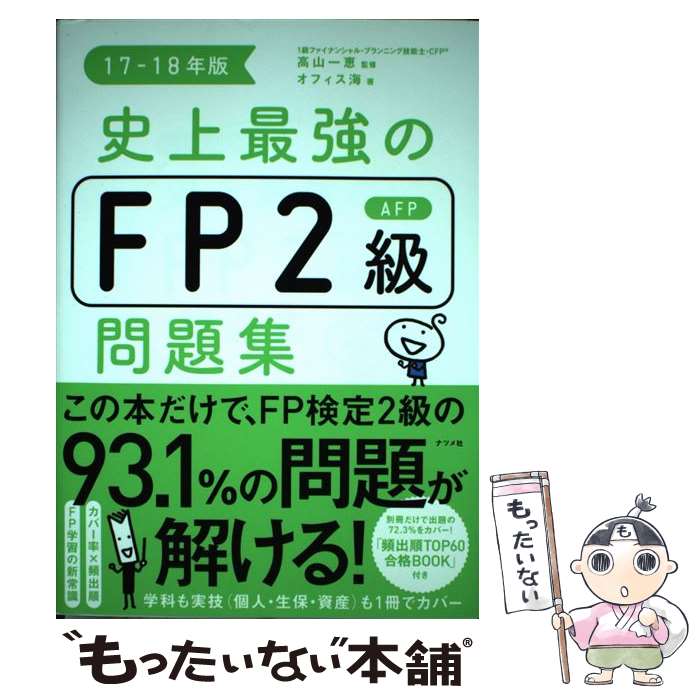 17-18年版
1級ファイナンシャル・プランニング技能士・CFP®
高山一恵 監修
オフィス海 著
史上最強の
FP2級
AFP
問題集
この本だけで、FP検定2級の
ナツメ社
93.1%の問題が
解ける!
カバー率×頻出順
FP学習の新常識
別冊だけで出題の
72.3%をカバー!
「頻出順TOP60
合格BOOK」
付き
学科も実技(個人・生保・資産)も1冊でカバー
もったいない
も
"もったいない"本舗®